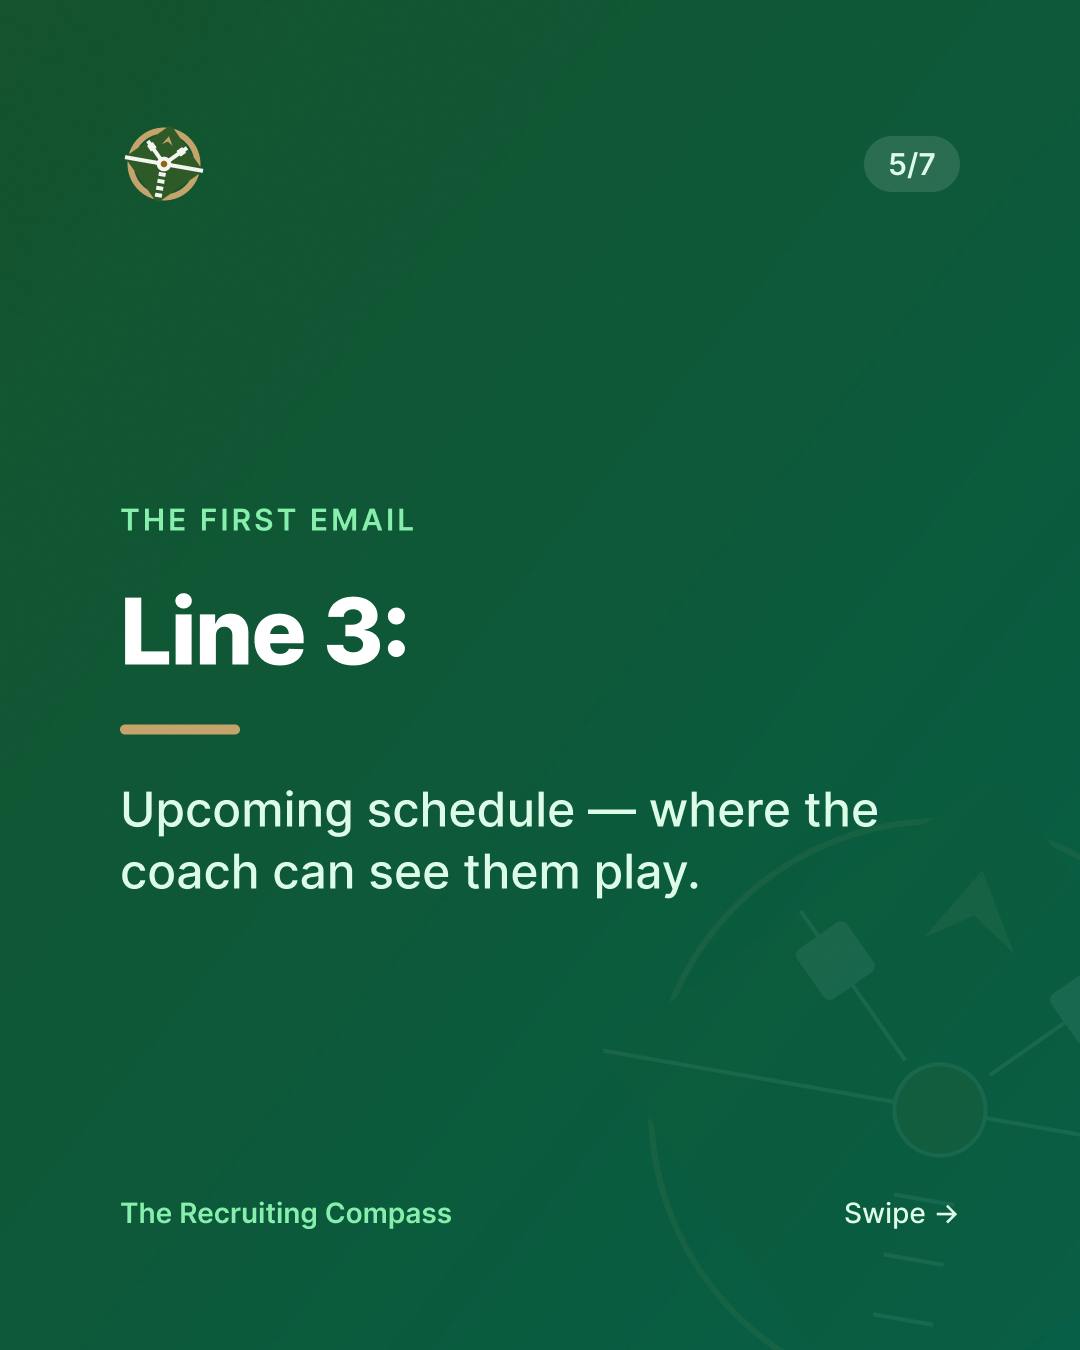 5/7
THE FIRST EMAIL
Line 3:
Upcoming schedule — where the
coach can see them play.
The Recruiting Compass
Swipe →